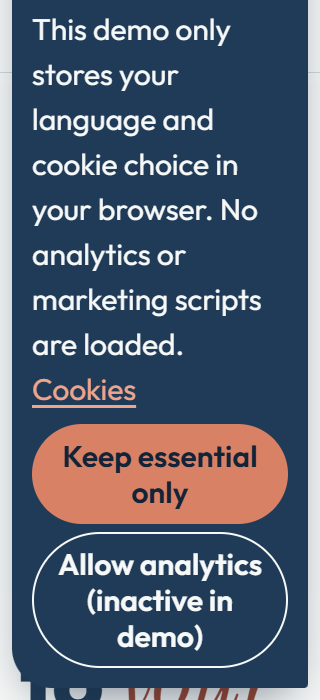 This demo only
stores your
language and
cookie choice in
your browser. No
analytics or
marketing scripts
are loaded.
Cookies
Keep essential
only
Allow analytics
(inactive in
demo)